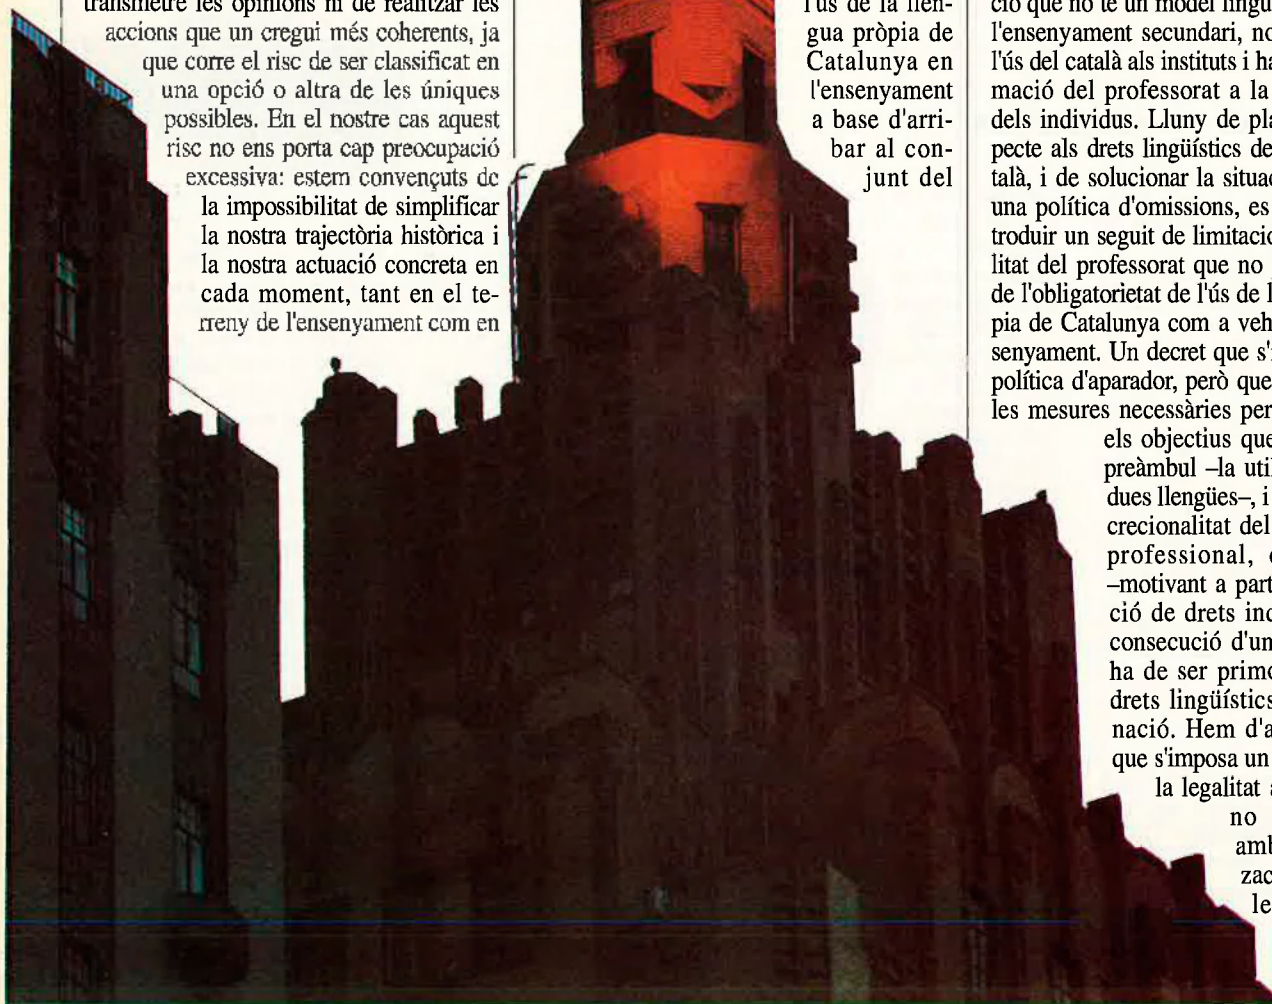 transmetre les opinions ni de realitzar les
accions que un cregui més coherents, ja
que corre el risc de ser classificat en
una opció o altra de les úniques
possibles. En el nostre cas aquest
risc no ens porta cap preocupació
excessiva: estem convençuts de
la impossibilitat de simplificar
la nostra trajectòria històrica i
la nostra actuació concreta en
cada moment, tant en el te-
rreny de l'ensenyament com en
l'ús de la llen-
gua pròpia de
Catalunya en
l'ensenyament
a base d'arri-
bar al con-
junt del
ció que no té un model lingü
l'ensenyament secundari, no
l'ús del català als instituts i ha
mació del professorat a la
dels individus. Lluny de pla
pecte als drets lingüístics de
talà, i de solucionar la situac
una política d'omissions, es
troduir un seguit de limitacio
litat del professorat que no
de l'obligatorietat de l'ús de l
pia de Catalunya com a veh
senyament. Un decret que s'
política d'aparador, però que
les mesures necessàries per
els objectius que
preàmbul –la util
dues llengües–, i
crecionalitat del
professional,
–motivant a part
ció de drets ind
consecució d'un
ha de ser prime
drets lingüístics
nació. Hem d'a
que s'imposa un
la legalitat a
no
amb
zac
le